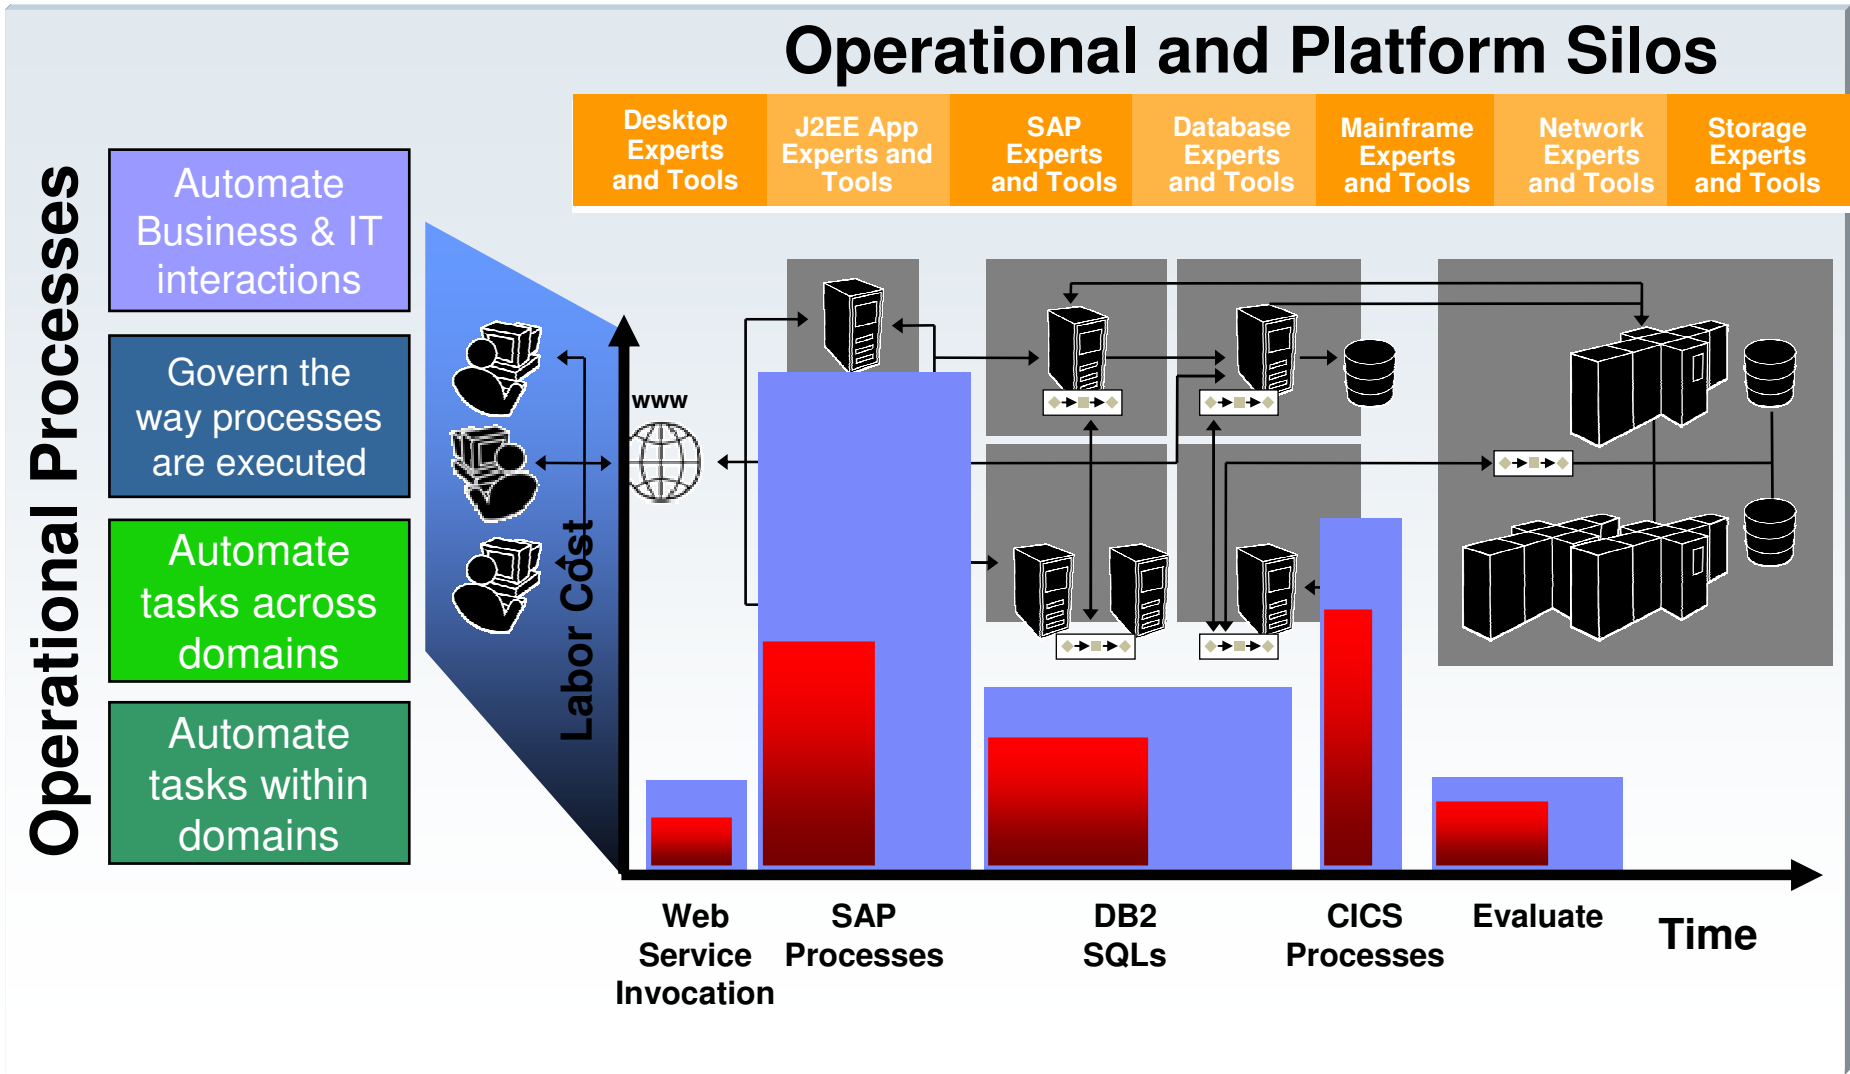 Operational and Platform Silos
Desktop
Experts
and Tools
J2EE App
Experts and
Tools
SAP
Experts
and Tools
Database
Experts
and Tools
Mainframe
Experts
and Tools
Network
Experts
and Tools
Storage
Experts
and Tools
Operational Processes
Automate
Business & IT
interactions
Govern the
way processes
are executed
Automate
tasks across
domains
Automate
tasks within
domains
www
Labor Cost
Web
Service
Invocation
SAP
Processes
DB2
SQLs
CICS
Processes
Evaluate
Time